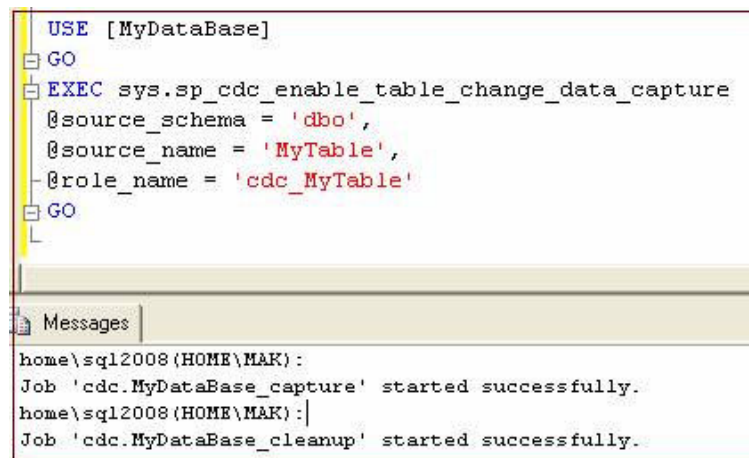 USE [MyDataBase]
GO
EXEC sys.sp_cdc_enable_table_change_data_capture
@source_schema = 'dbo',
@source_name = 'MyTable',
@role_name = 'cdc_MyTable'
GO
Messages
home\sql2008(HOME\MAK):
Job 'cdc.MyDataBase_capture' started successfully.
home\sql2008(HOME\MAK):
Job 'cdc.MyDataBase_cleanup' started successfully.